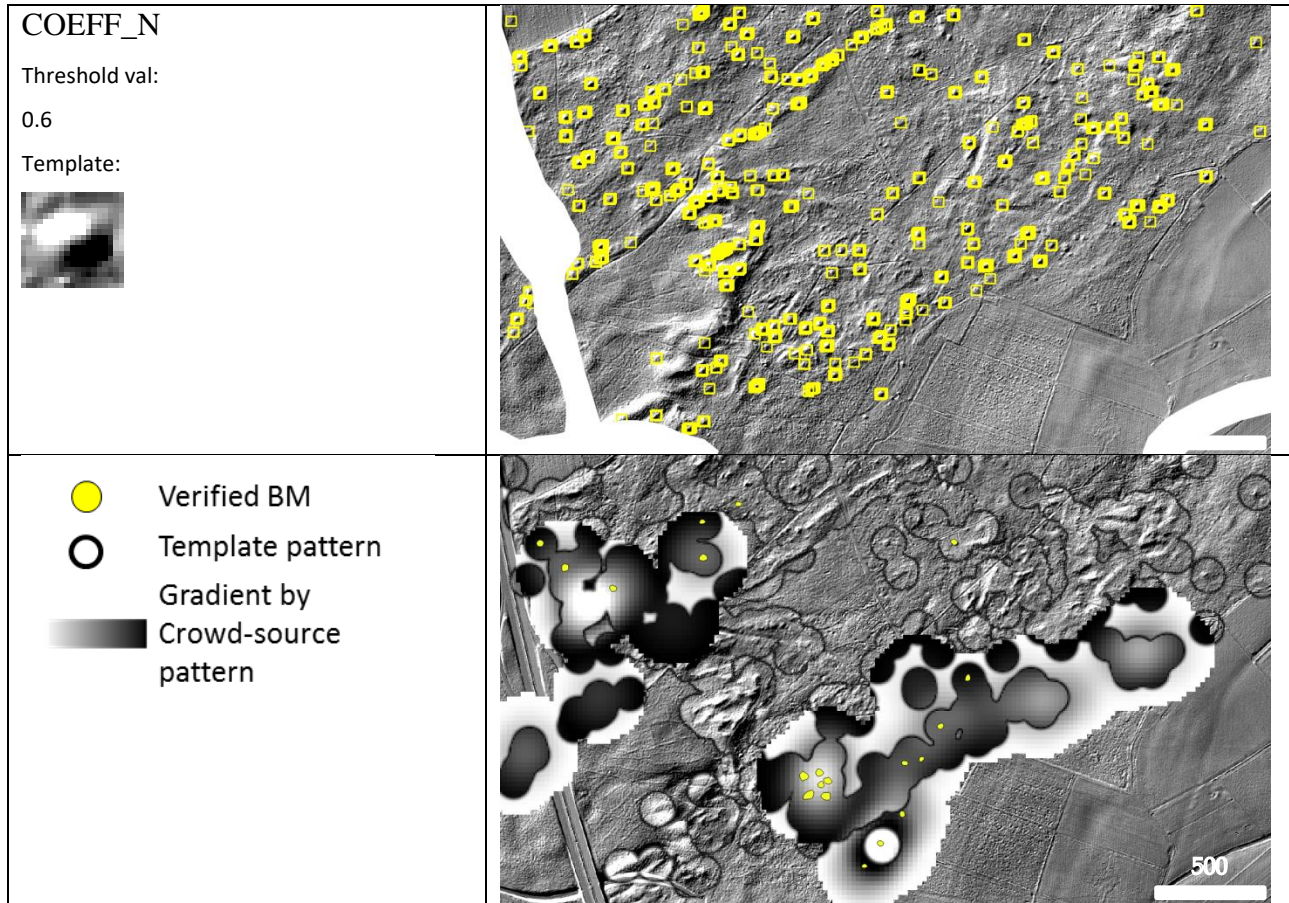 COEFF_N
Threshold val:
0.6
Template:
Verified BM
Template pattern
Gradient by
Crowd-source
pattern
500